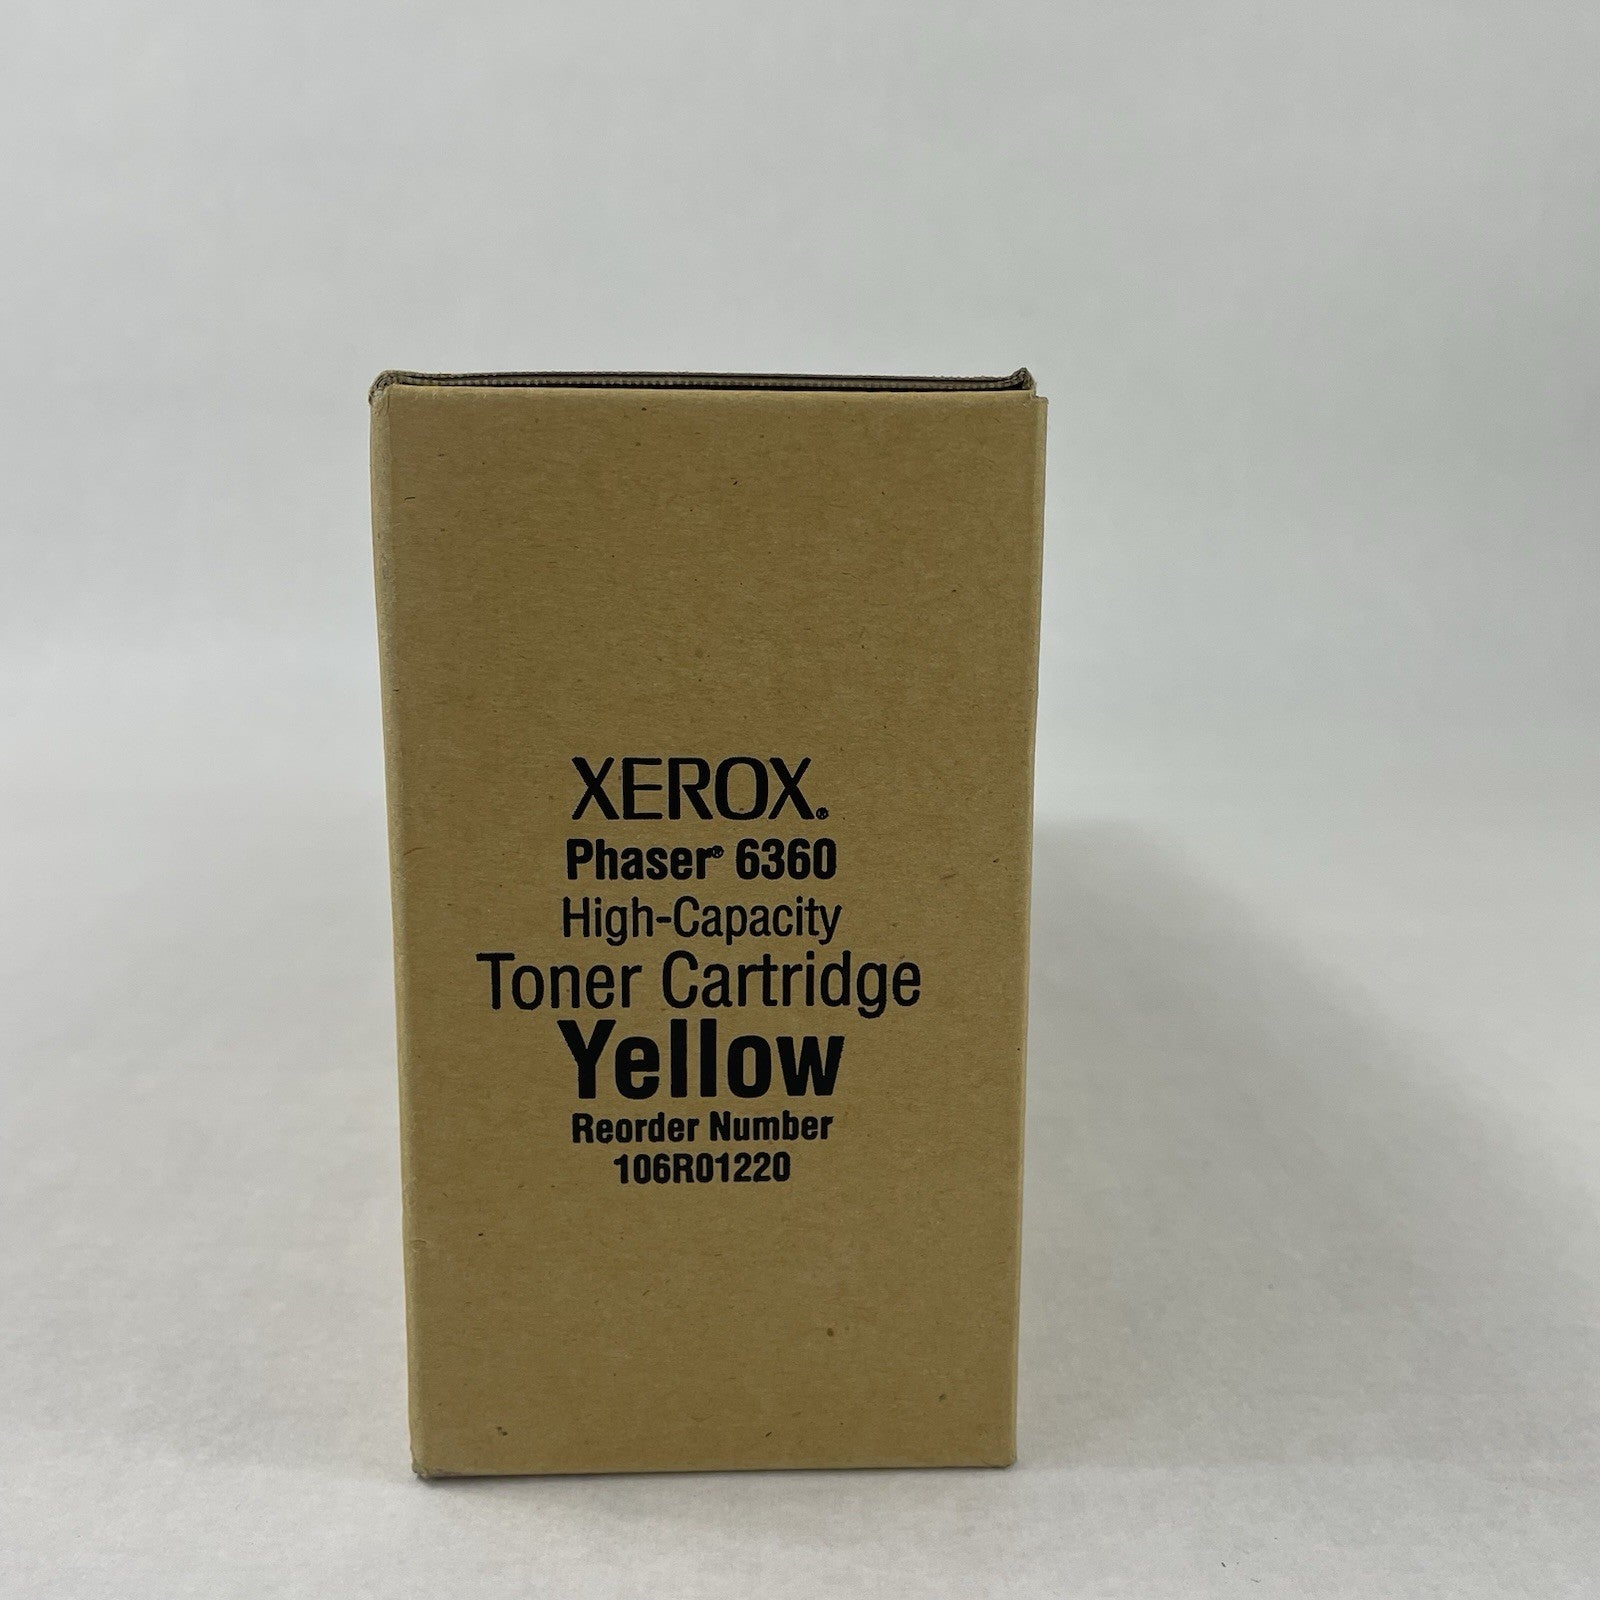 XEROX®
Phaser® 6360
High-Capacity
Toner Cartridge
Yellow
Reorder Number
106R01220